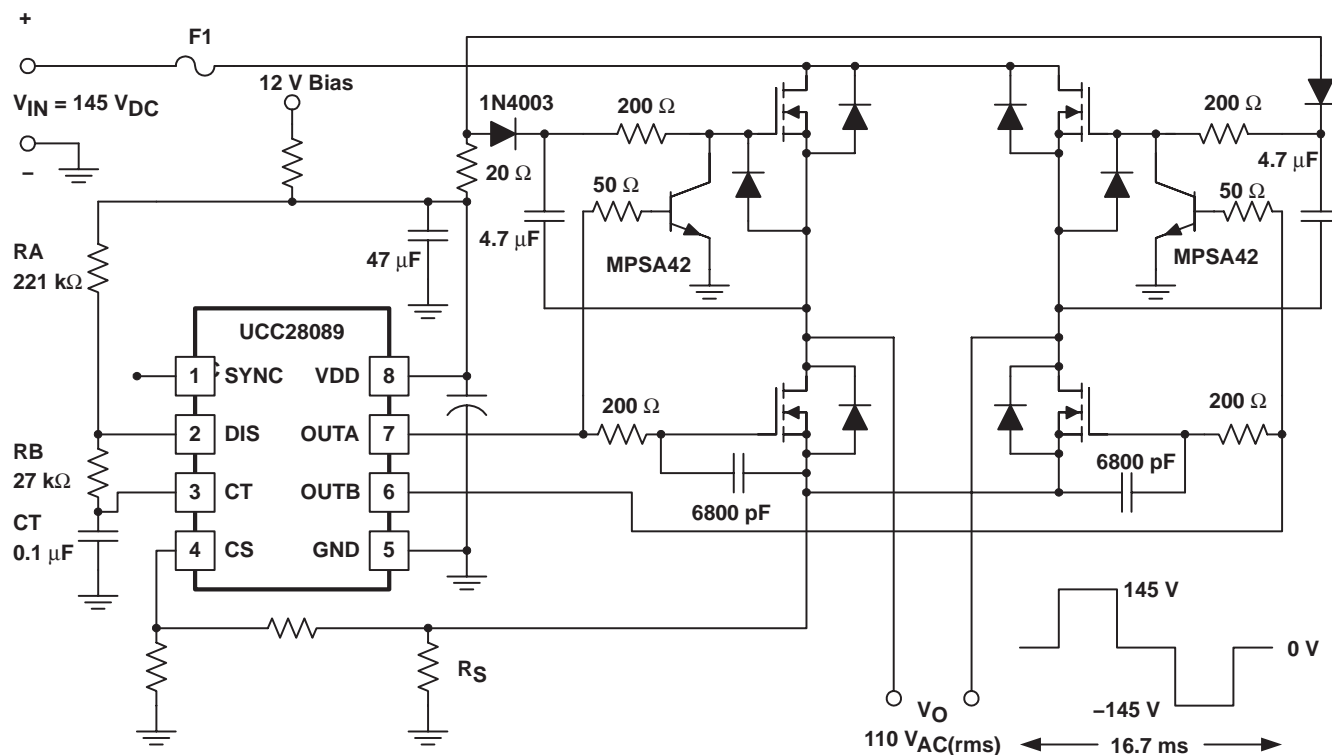 +
F1
12 V Bias
VIN = 145 VDC
–
1N4003
200 Ω
200 Ω
20 Ω
4.7 µF
50 Ω
50 Ω
4.7 µF
47 µF
MPSA42
MPSA42
RA
221 kΩ
UCC28089
1 SYNC
VDD 8
2 DIS
OUTA 7
200 Ω
200 Ω
RB
27 kΩ
3 CT
OUTB 6
6800 pF
6800 pF
CT
0.1 µF
4 CS
GND 5
RS
VO
110 VAC(rms)
145 V
0 V
–145 V
16.7 ms